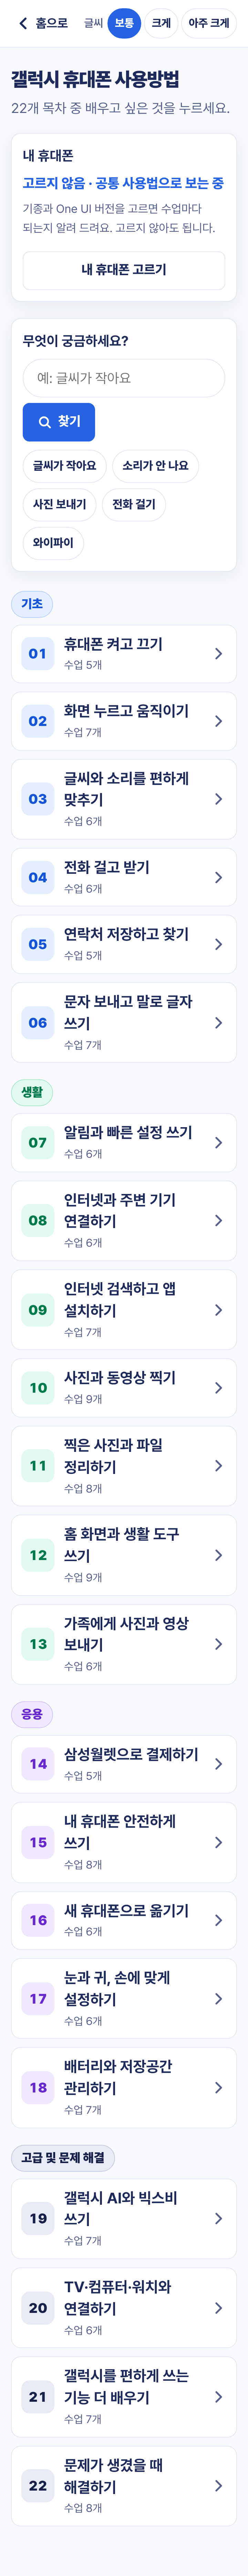 홈으로 글씨 보통 크게 아주 크게
갤럭시 휴대폰 사용방법
22개 목차 중 배우고 싶은 것을 누르세요.
내 휴대폰
고르지 않음 · 공통 사용법으로 보는 중
기종과 One UI 버전을 고르면 수업마다
되는지 알려 드려요. 고르지 않아도 됩니다.
내 휴대폰 고르기
무엇이 궁금하세요?
예: 글씨가 작아요
찾기
글씨가 작아요 소리가 안 나요
사진 보내기 전화 걸기
와이파이
기초
01 휴대폰 켜고 끄기
수업 5개
02 화면 누르고 움직이기
수업 7개
03 글씨와 소리를 편하게
맞추기
수업 6개
04 전화 걸고 받기
수업 6개
05 연락처 저장하고 찾기
수업 5개
06 문자 보내고 말로 글자
쓰기
수업 7개
생활
07 알림과 빠른 설정 쓰기
수업 6개
08 인터넷과 주변 기기
연결하기
수업 6개
09 인터넷 검색하고 앱
설치하기
수업 7개
10 사진과 동영상 찍기
수업 9개
11 찍은 사진과 파일
정리하기
수업 8개
12 홈 화면과 생활 도구
쓰기
수업 9개
13 가족에게 사진과 영상
보내기
수업 6개
응용
14 삼성월렛으로 결제하기
수업 5개
15 내 휴대폰 안전하게
쓰기
수업 8개
16 새 휴대폰으로 옮기기
수업 6개
17 눈과 귀, 손에 맞게
설정하기
수업 6개
18 배터리와 저장공간
관리하기
수업 7개
고급 및 문제 해결
19 갤럭시 AI와 빅스비
쓰기
수업 7개
20 TV·컴퓨터·워치와
연결하기
수업 6개
21 갤럭시를 편하게 쓰는
기능 더 배우기
수업 7개
22 문제가 생겼을 때
해결하기
수업 8개